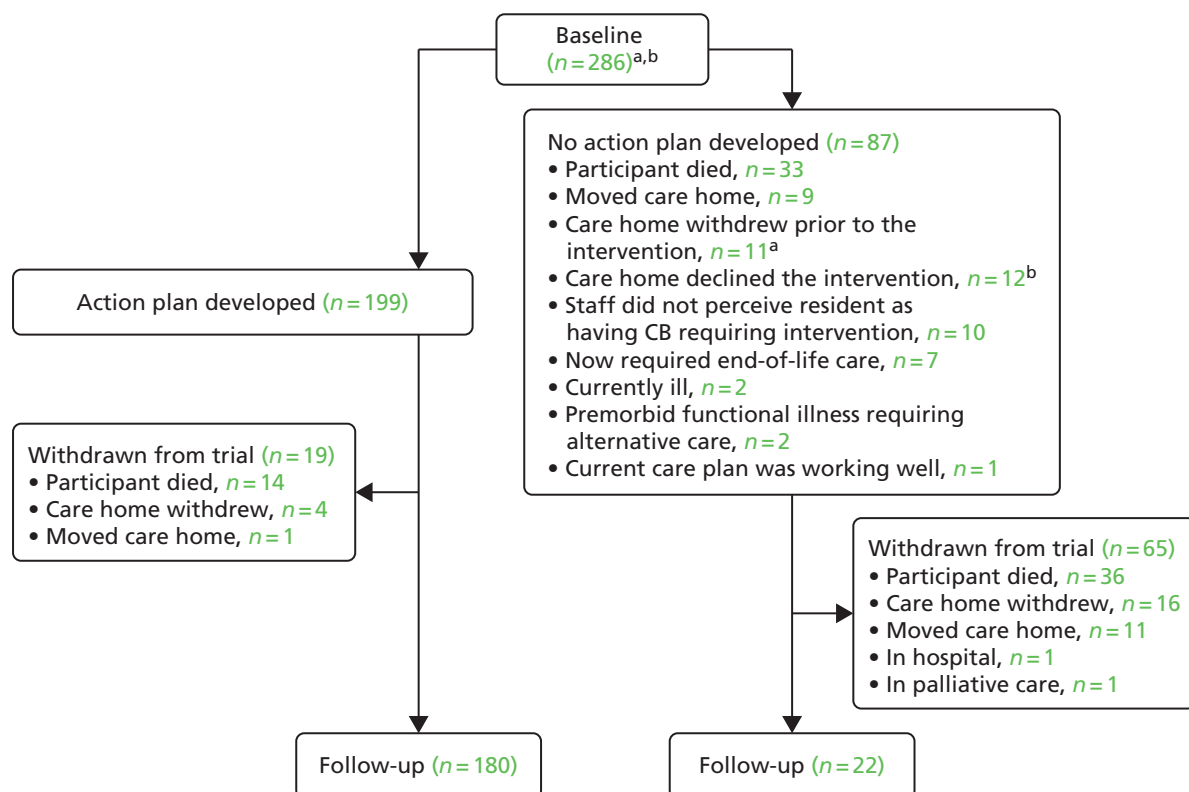 Baseline
(n=286)a,b
No action plan developed (n=87)
• Participant died, n=33
• Moved care home, n=9
• Care home withdrew prior to the
intervention, n=11a
• Care home declined the intervention, n=12b
• Staff did not perceive resident as
having CB requiring intervention, n=10
• Now required end-of-life care, n=7
• Currently ill, n=2
• Premorbid functional illness requiring
alternative care, n=2
• Current care plan was working well, n=1
Action plan developed (n=199)
Withdrawn from trial (n=19)
• Participant died, n=14
• Care home withdrew, n=4
• Moved care home, n=1
Withdrawn from trial (n=65)
• Participant died, n=36
• Care home withdrew, n=16
• Moved care home, n=11
• In hospital, n=1
• In palliative care, n=1
Follow-up (n=180)
Follow-up (n=22)